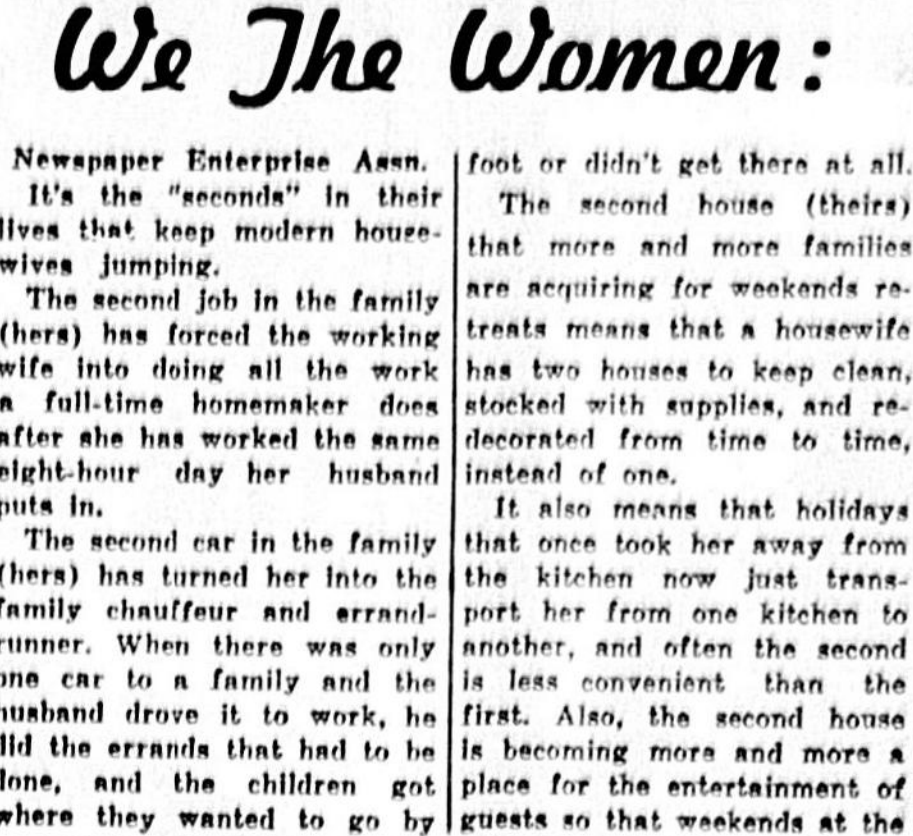 We The Women:
Newspaper Enterprise Assn.
It's the "seconds" in their
lives that keep modern house-
wives jumping.
The second job in the family
(hers) has forced the working
wife into doing all the work
a full-time homemaker does
after she has worked the same
eight-hour day her husband
puts in.
The second car in the family
(hers) has turned her into the
family chauffeur and errand-
runner. When there was only
one car to a family and the
husband drove it to work, he
did the errands that had to be
done, and the children got
where they wanted to go by
foot or didn't get there at all.
The second house (theirs)
that more and more families
are acquiring for weekends re-
treats means that a housewife
has two houses to keep clean,
stocked with supplies, and re-
decorated from time to time,
instead of one.
It also means that holidays
that once took her away from
the kitchen now just trans-
port her from one kitchen to
another, and often the second
is less convenient than the
first. Also, the second house
is becoming more and more a
place for the entertainment of
guests so that weekends at the